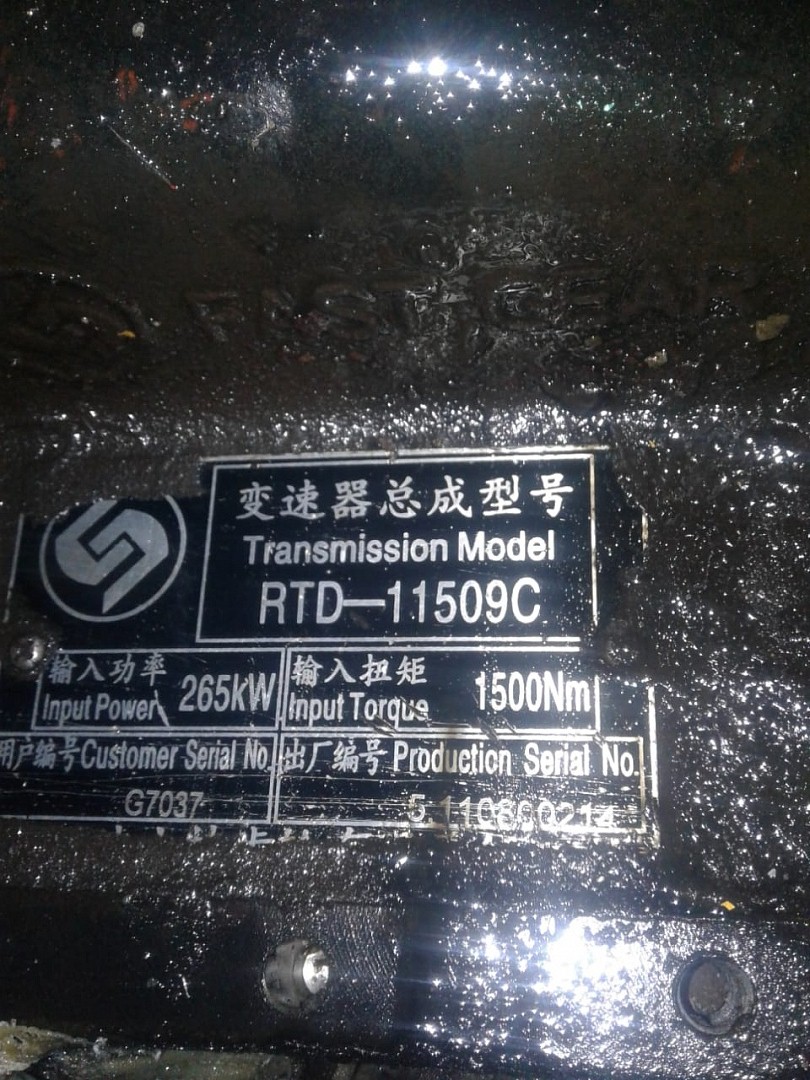 FAST GEAR
变速器总成型号
Transmission Model
RTD—11509C
输入功率
Input Power 265kW
输入扭矩
Input Torque 1500Nm
用户编号Customer Serial No.
G7037
出厂编号 Production Serial No.